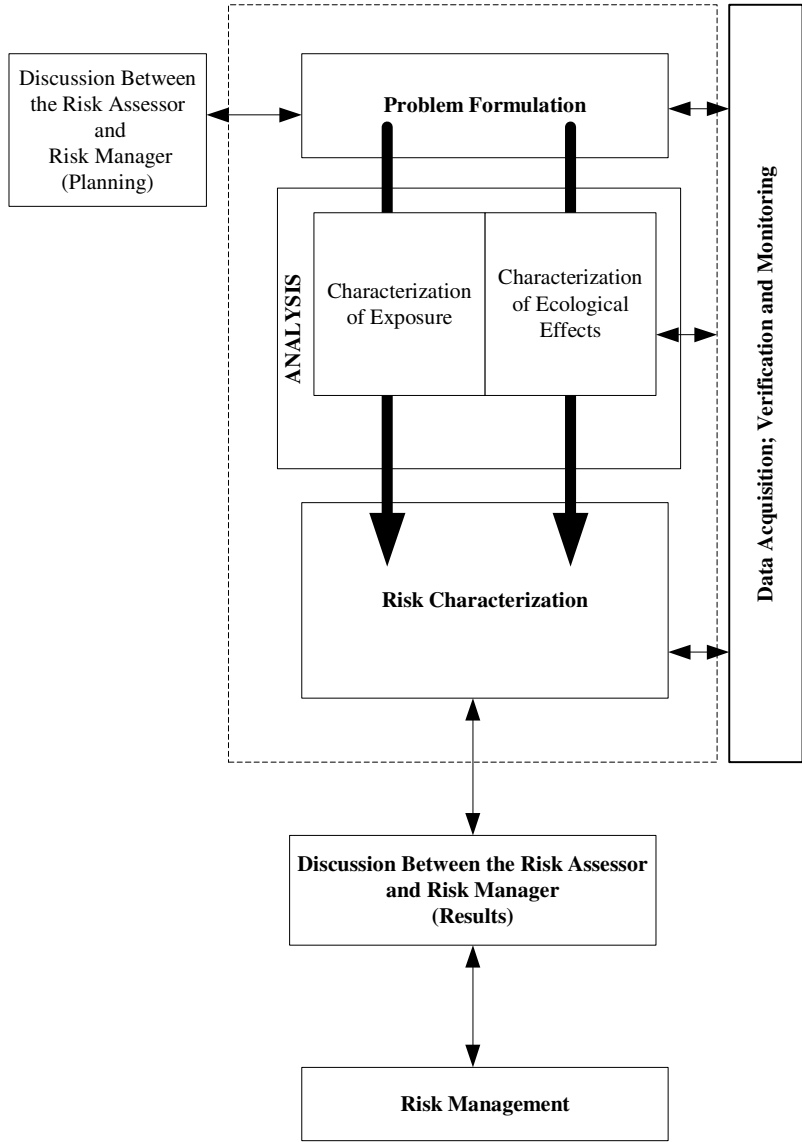 Discussion Between
the Risk Assessor
and
Risk Manager
(Planning)
Problem Formulation
ANALYSIS
Characterization
of Exposure
Characterization
of Ecological
Effects
Risk Characterization
Data Acquisition; Verification and Monitoring
Discussion Between the Risk Assessor
and Risk Manager
(Results)
Risk Management